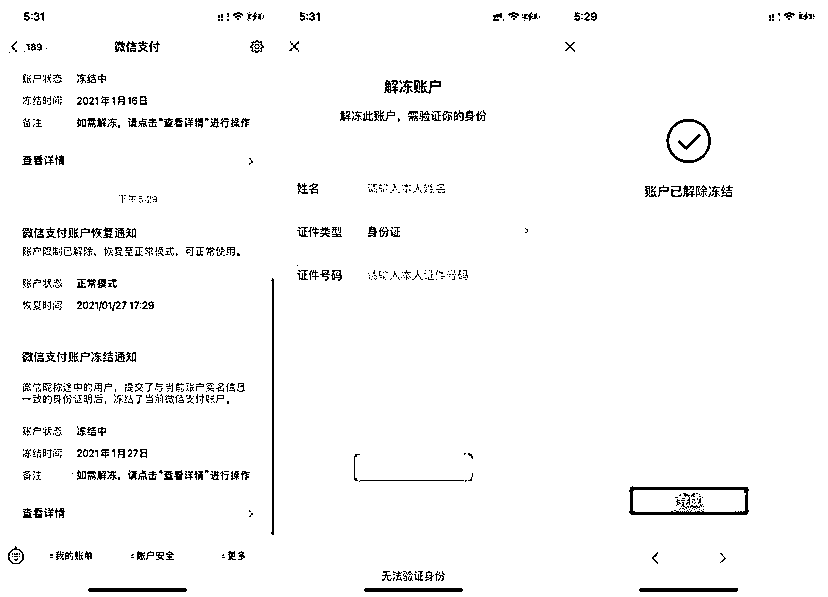 5:31
189
微信支付
账户状态 冻结中
冻结时间 2021年1月16日
备注 如需解冻,请点击“查看详情”进行操作
查看详情
下午5:29
微信支付账户恢复通知
账户限制已解除、恢复至正常模式,可正常使用。
账户状态 正常模式
恢复时间 2021/01/27 17:29
微信支付账户冻结通知
微信昵称途中的用户,提交了与当前账户实名信息
一致的身份证明后,冻结了当前微信支付账户。
账户状态 冻结中
冻结时间 2021年1月27日
备注 如需解冻,请点击“查看详情”进行操作
查看详情
我的账单 账户安全 更多
5:31
解冻账户
解冻此账户,需验证你的身份
姓名 请输入本人姓名
证件类型 身份证
证件号码 请输入本人证件号码
无法验证身份
5:29
账户已解除冻结
完成